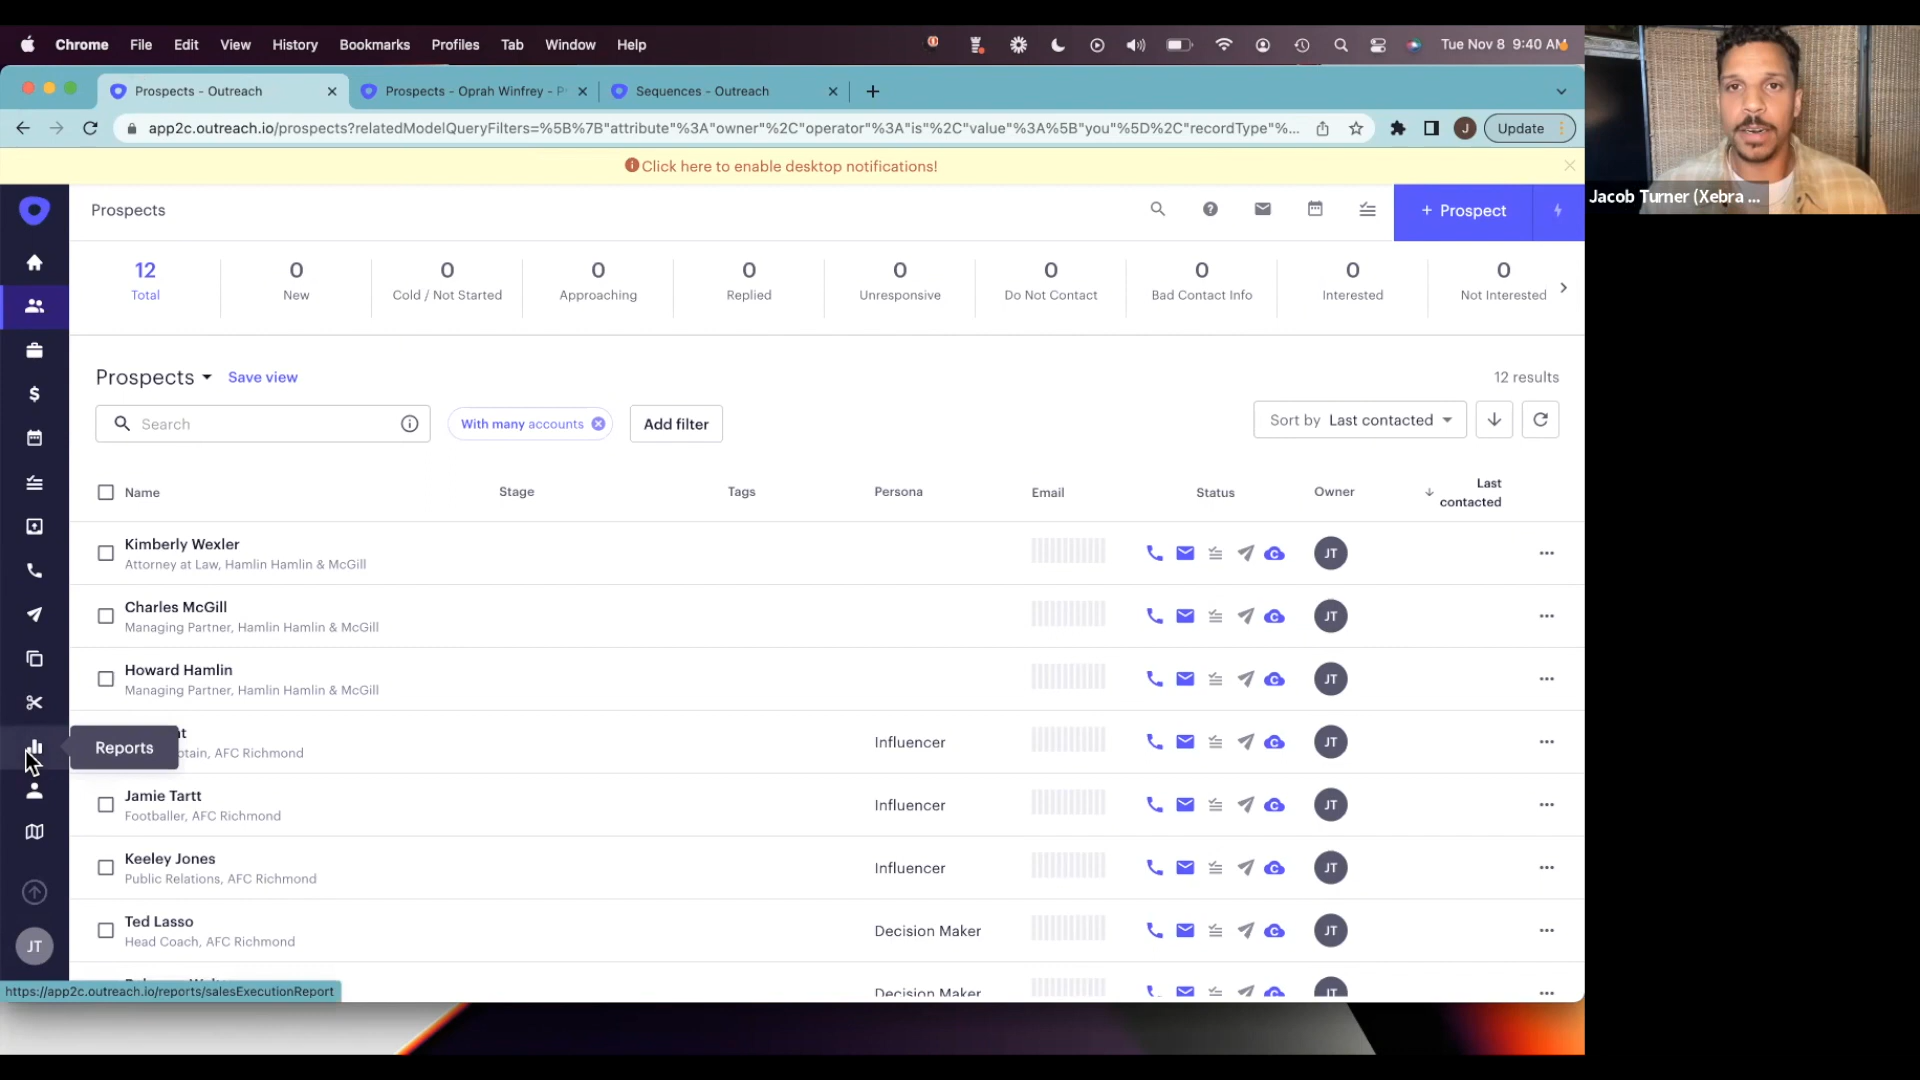 Chrome File Edit View History Bookmarks Profiles Tab Window Help Tue Nov 8 9:40 AM
Prospects - Outreach Prospects - Oprah Winfrey - P Sequences - Outreach
app2c.outreach.io/prospects?relatedModelQueryFilters=%5B%7B"attribute"%3A"owner"%2C"operator"%3A"is"%2C"value"%3A%5B"you"%5D%2C"recordType"%... J Update
Click here to enable desktop notifications!
Jacob Turner (Xebra ...
Prospects + Prospect
12 0 0 0 0 0 0 0 0 0
Total New Cold / Not Started Approaching Replied Unresponsive Do Not Contact Bad Contact Info Interested Not Interested
Prospects Save view 12 results
Search With many accounts Add filter Sort by Last contacted
Name Stage Tags Persona Email Status Owner Last contacted
Kimberly Wexler
Attorney at Law, Hamlin Hamlin & McGill JT
Charles McGill
Managing Partner, Hamlin Hamlin & McGill JT
Howard Hamlin
Managing Partner, Hamlin Hamlin & McGill JT
Reports
AFC Richmond Influencer JT
Jamie Tartt
Footballer, AFC Richmond Influencer JT
Keeley Jones
Public Relations, AFC Richmond Influencer JT
Ted Lasso
Head Coach, AFC Richmond Decision Maker JT
JT
Decision Maker JT
https://app2c.outreach.io/reports/salesExecutionReport